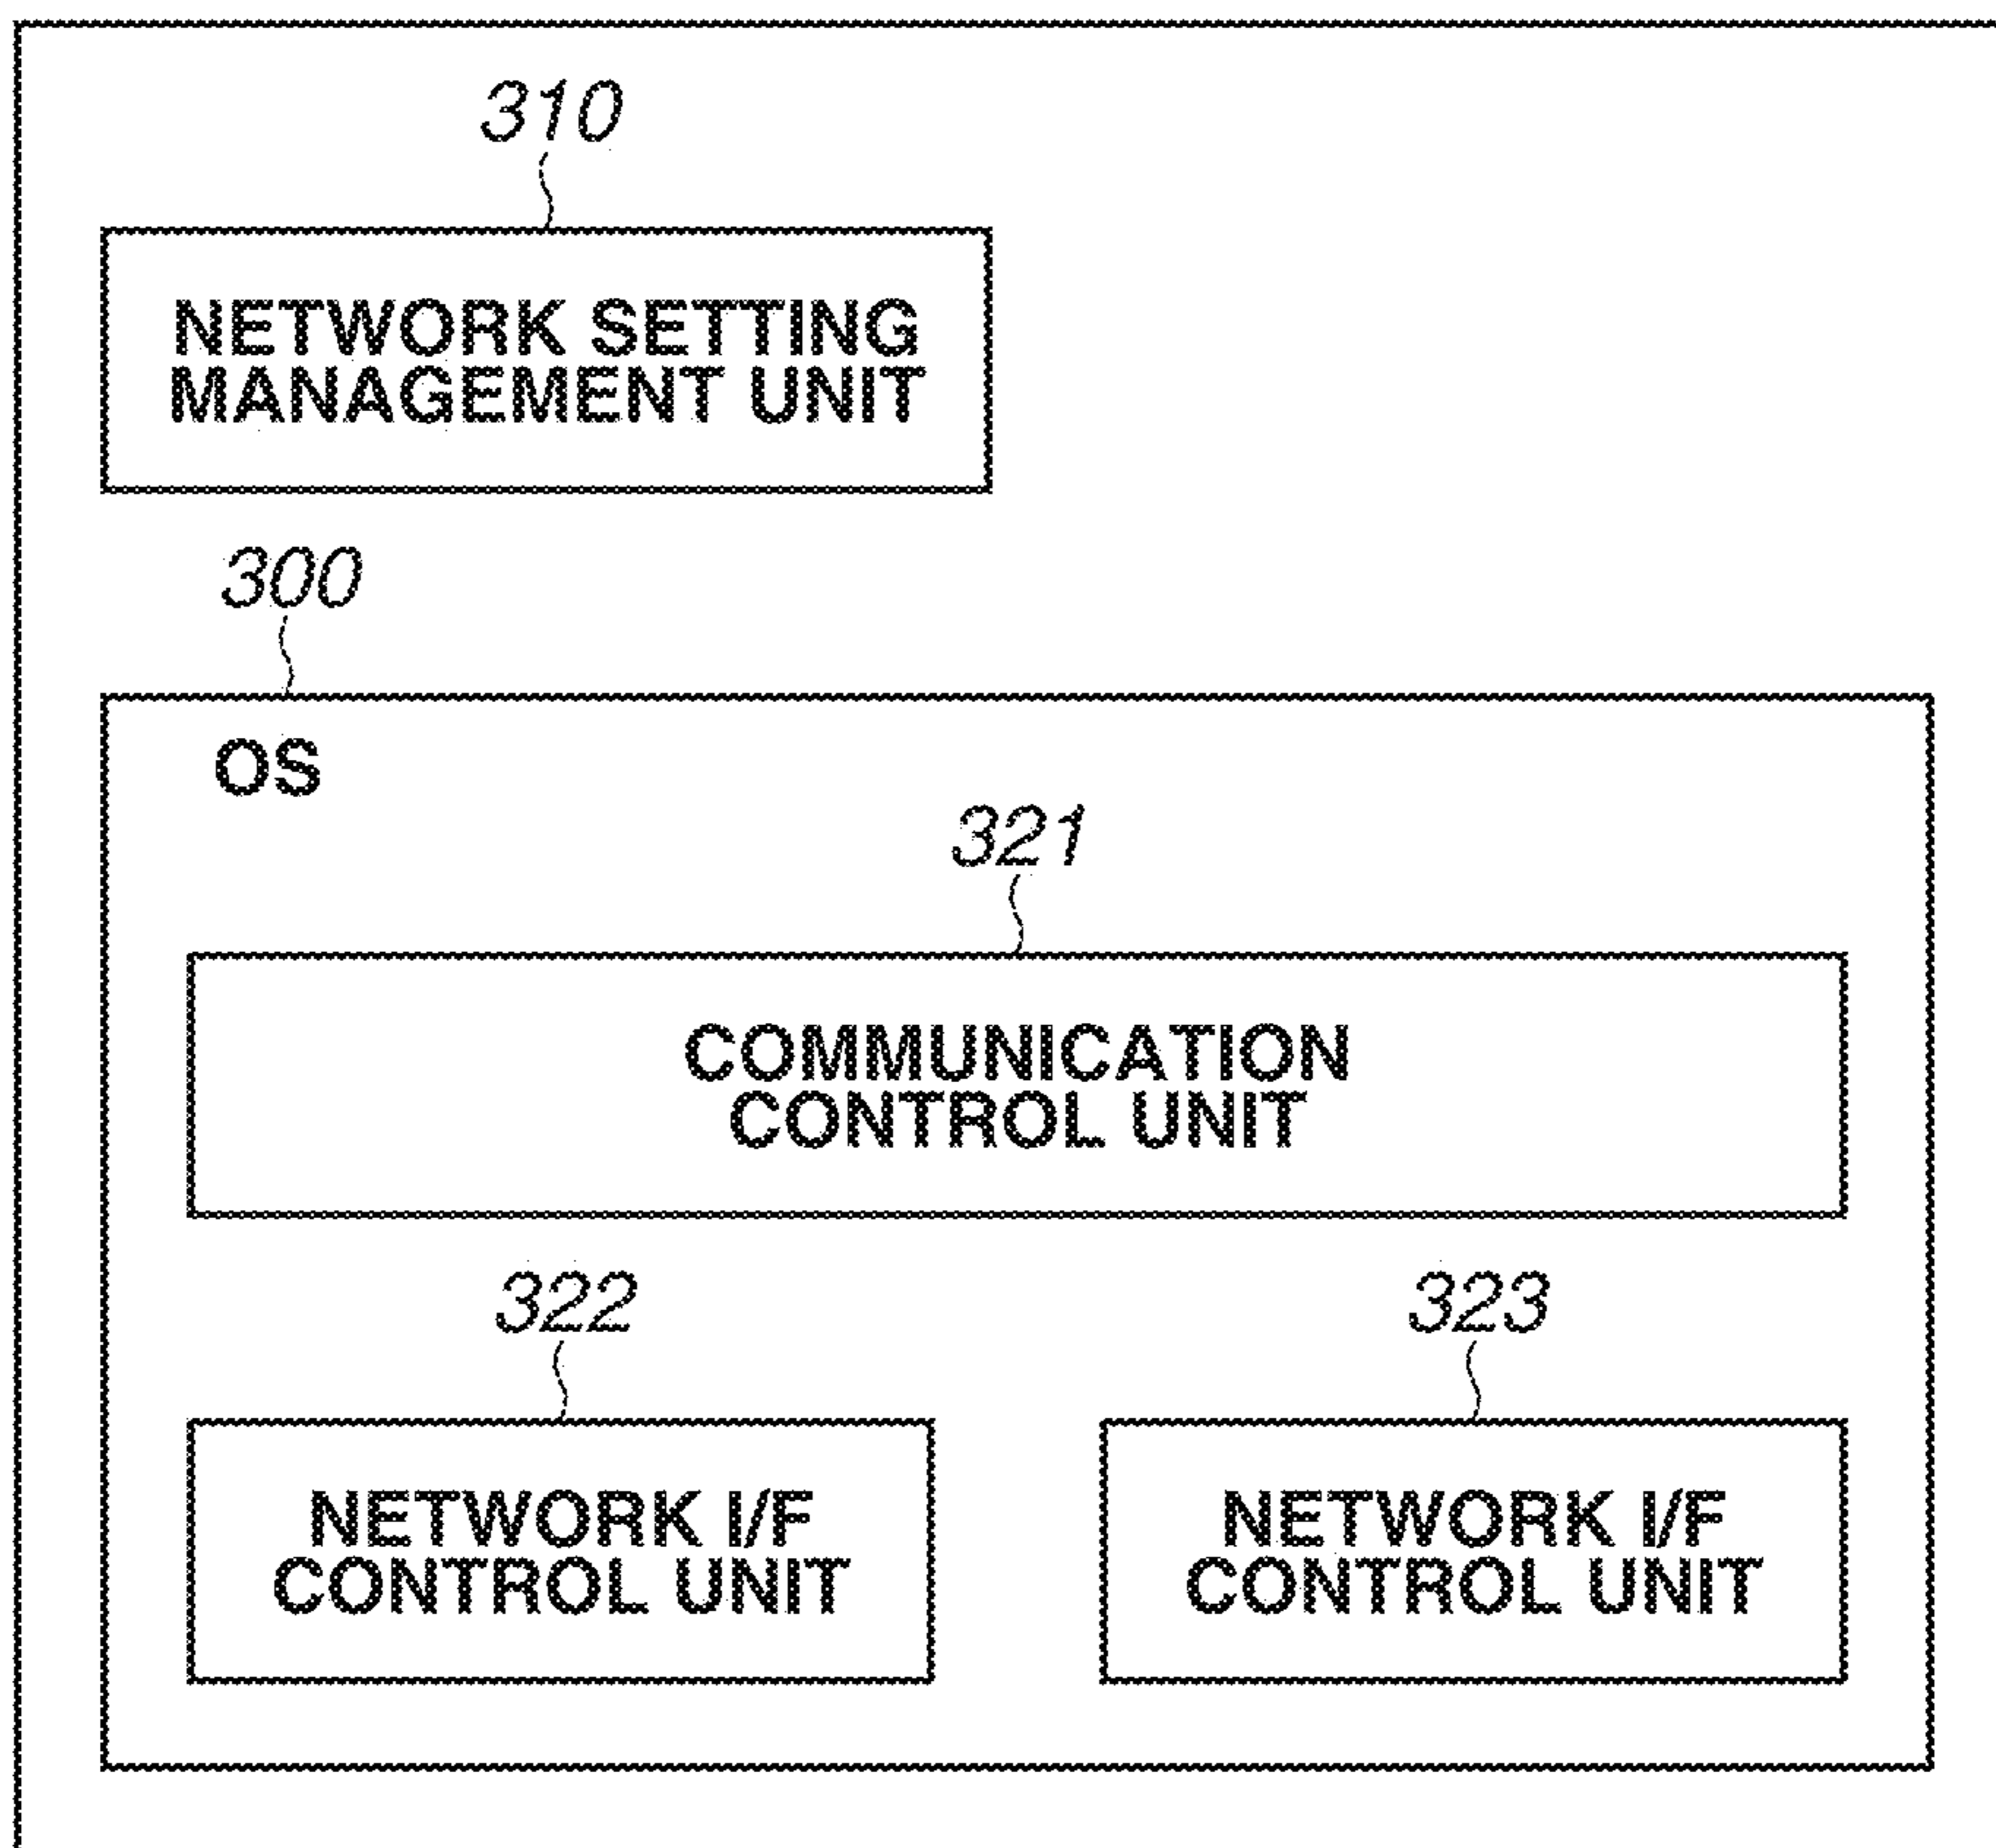 310
NETWORK SETTING
MANAGEMENT UNIT
300
OS
321
COMMUNICATION
CONTROL UNIT
322
323
NETWORK I/F
CONTROL UNIT
NETWORK I/F
CONTROL UNIT